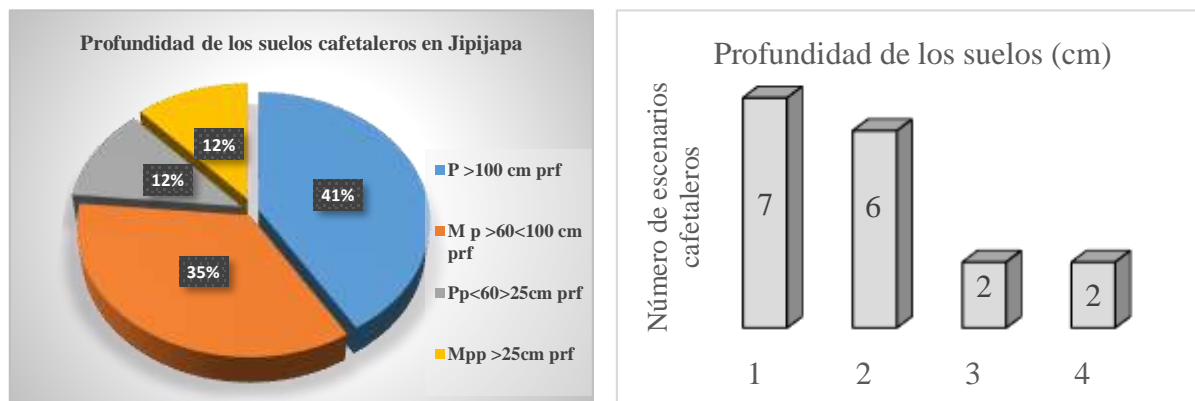 Profundidad de los suelos cafetaleros en Jipijapa
12%
12%
41%
35%
P >100 cm prf
M p >60<100 cm
prf
Pp<60>25cm prf
Mpp >25cm prf
Profundidad de los suelos (cm)
Número de escenarios
cafetaleros
7
6
2
2
1
2
3
4